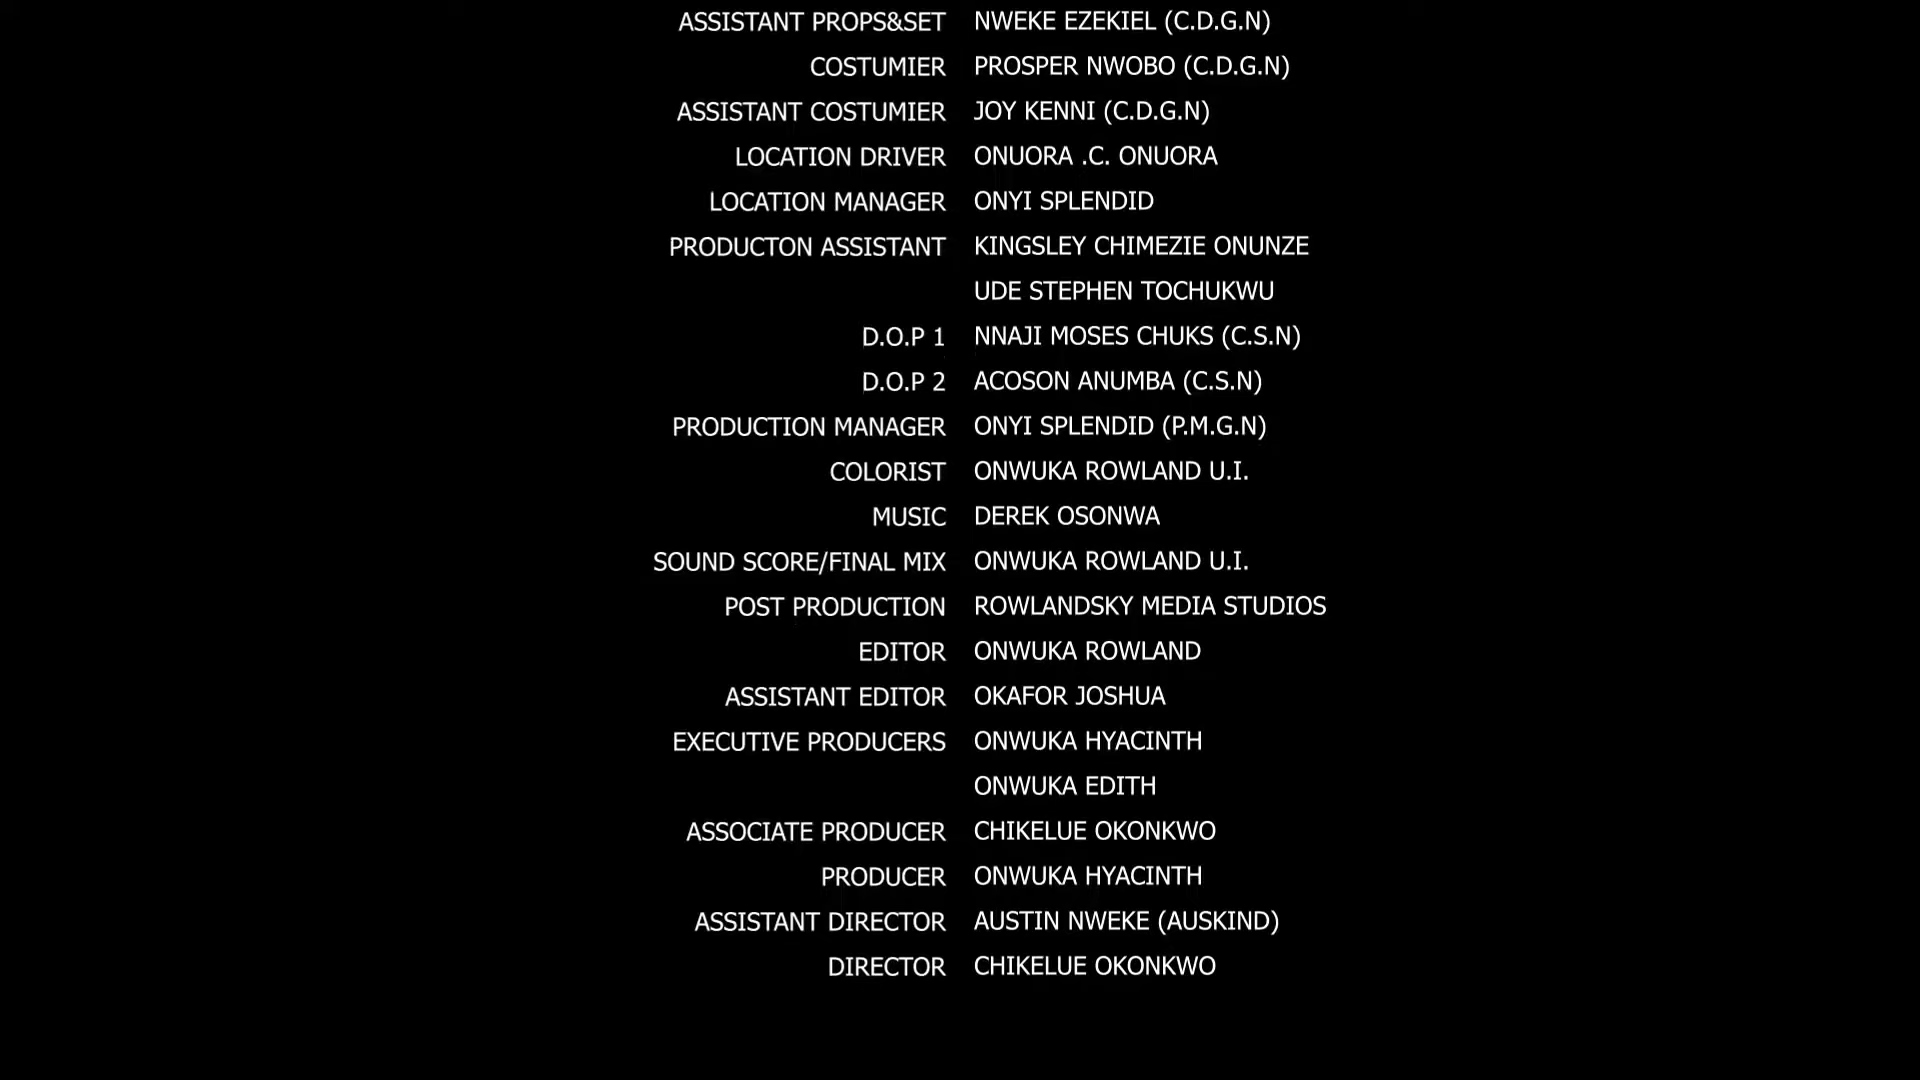 ASSISTANT PROPS&SET NWEKE EZEKIEL (C.D.G.N)
COSTUMIER PROSPER NWOBO (C.D.G.N)
ASSISTANT COSTUMIER JOY KENNI (C.D.G.N)
LOCATION DRIVER ONUORA .C. ONUORA
LOCATION MANAGER ONYI SPLENDID
PRODUCTON ASSISTANT KINGSLEY CHIMEZIE ONUNZE
UDE STEPHEN TOCHUKWU
D.O.P 1 NNAJI MOSES CHUKS (C.S.N)
D.O.P 2 ACOSON ANUMBA (C.S.N)
PRODUCTION MANAGER ONYI SPLENDID (P.M.G.N)
COLORIST ONWUKA ROWLAND U.I.
MUSIC DEREK OSONWA
SOUND SCORE/FINAL MIX ONWUKA ROWLAND U.I.
POST PRODUCTION ROWLANDSKY MEDIA STUDIOS
EDITOR ONWUKA ROWLAND
ASSISTANT EDITOR OKAFOR JOSHUA
EXECUTIVE PRODUCERS ONWUKA HYACINTH
ONWUKA EDITH
ASSOCIATE PRODUCER CHIKELUE OKONKWO
PRODUCER ONWUKA HYACINTH
ASSISTANT DIRECTOR AUSTIN NWEKE (AUSKIND)
DIRECTOR CHIKELUE OKONKWO